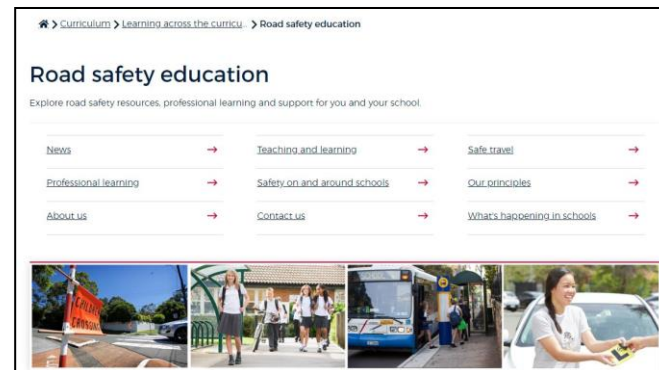 Curriculum > Learning across the curricu... > Road safety education
Road safety education
Explore road safety resources, professional learning and support for you and your school.
News → Teaching and learning → Safe travel →
Professional learning → Safety on and around schools → Our principles →
About us → Contact us → What's happening in schools →
CHILDREN
CROSSING